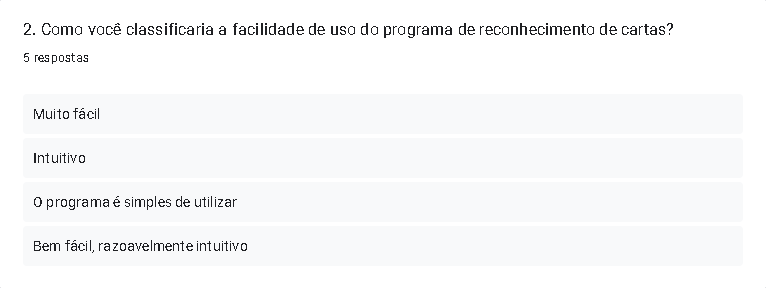 2. Como você classificaria a facilidade de uso do programa de reconhecimento de cartas?
5 respostas
Muito fácil
Intuitivo
O programa é simples de utilizar
Bem fácil, razoavelmente intuitivo